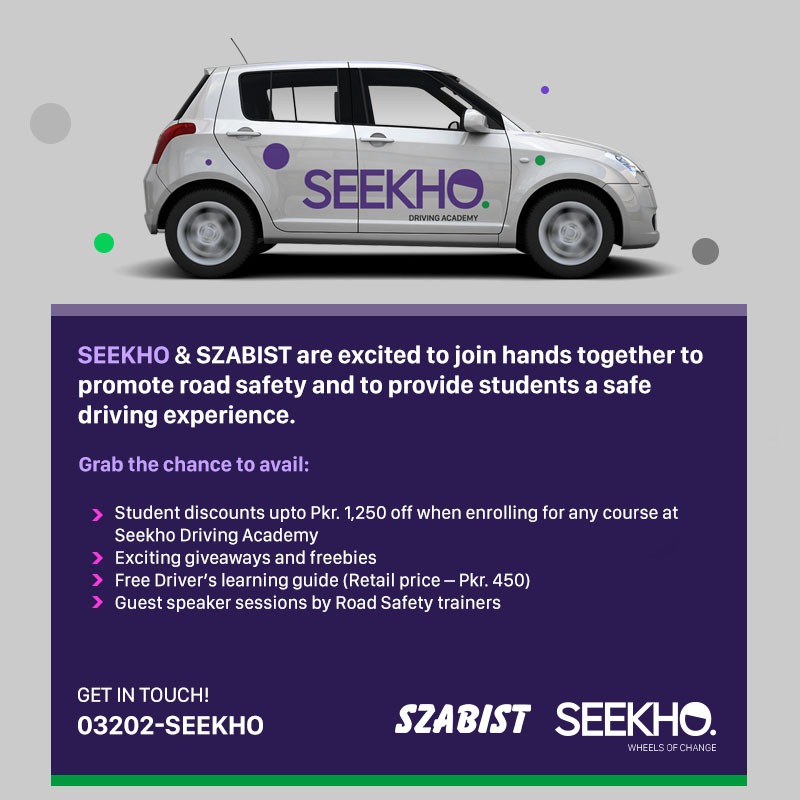 SEEKHO.
DRIVING ACADEMY
SEEKHO & SZABIST are excited to join hands together to
promote road safety and to provide students a safe
driving experience.
Grab the chance to avail:
Student discounts upto Pkr. 1,250 off when enrolling for any course at
Seekho Driving Academy
Exciting giveaways and freebies
Free Driver's learning guide (Retail price – Pkr. 450)
Guest speaker sessions by Road Safety trainers
GET IN TOUCH!
03202-SEEKHO
SZABIST
SEEKHO.
WHEELS OF CHANGE